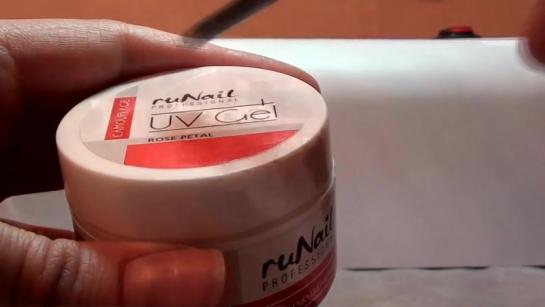 ruNail
PROFESSIONAL
CAMOUFLAGE
UV Gel
ROSE PETAL
ruNail
PROFESSIONAL